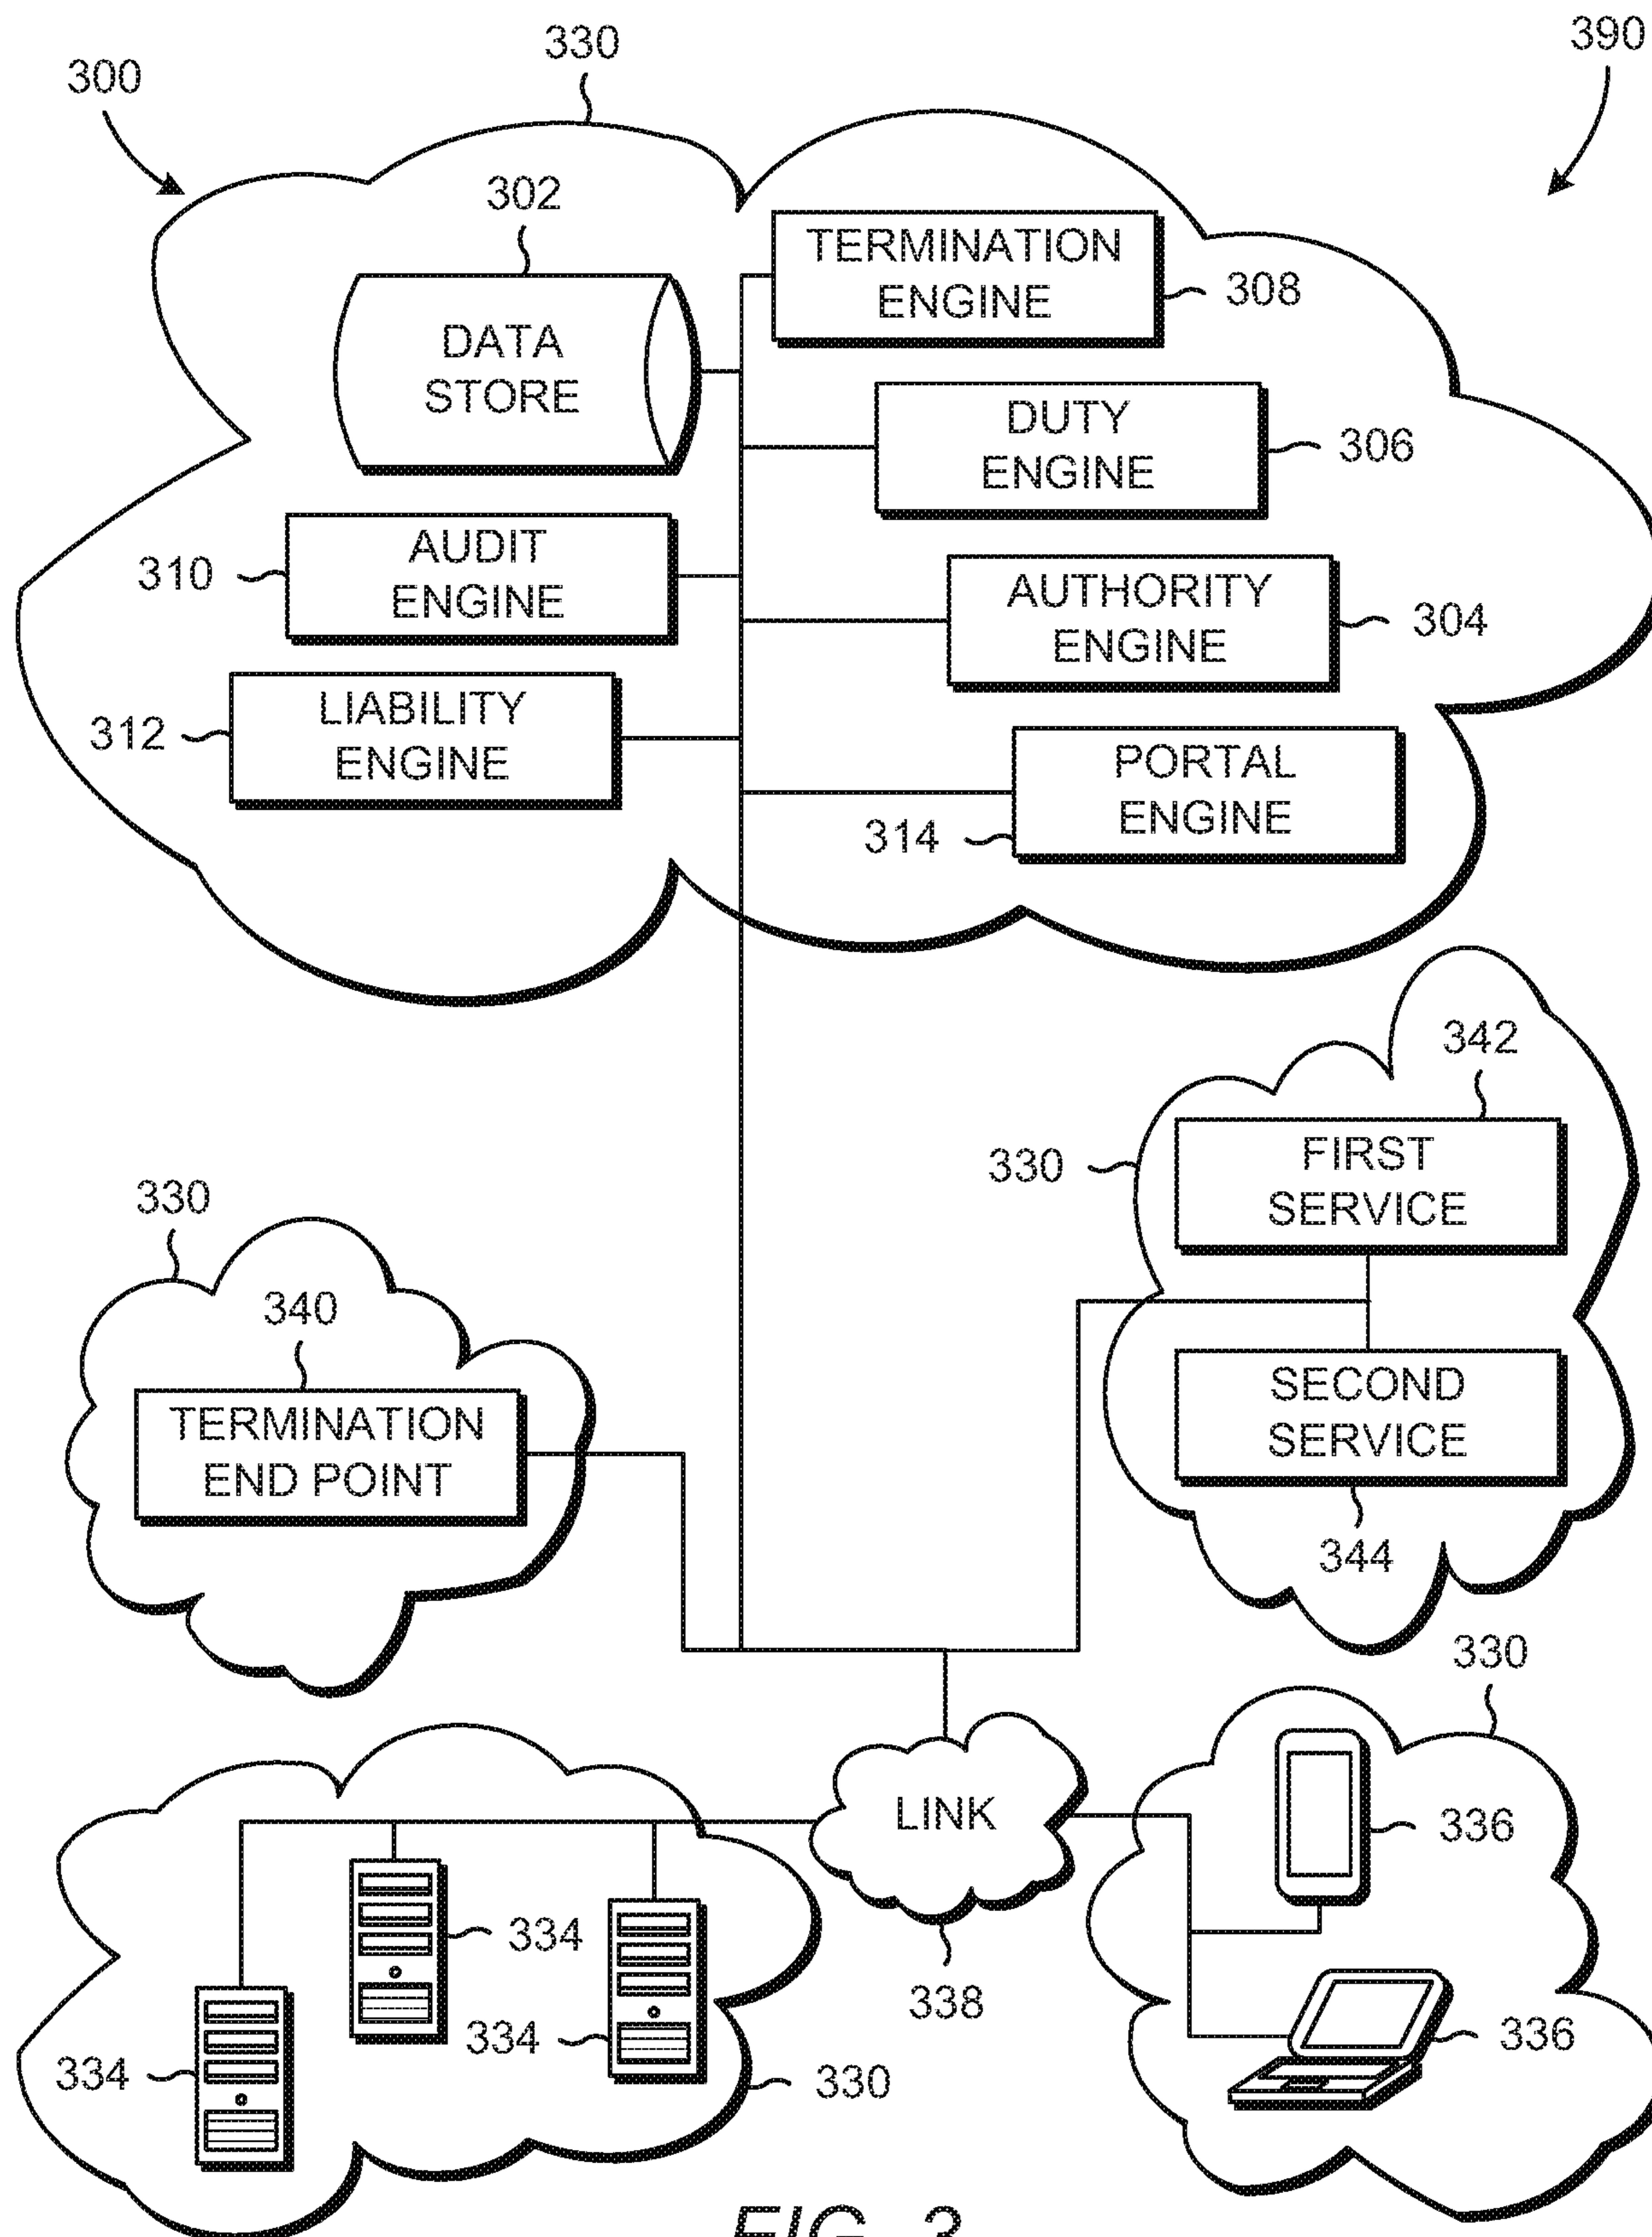 330
390
300
302
TERMINATION
ENGINE
308
DATA
STORE
DUTY
ENGINE
306
AUDIT
ENGINE
310
AUTHORITY
ENGINE
304
LIABILITY
ENGINE
312
PORTAL
ENGINE
314
342
FIRST
SERVICE
330
330
340
TERMINATION
END POINT
SECOND
SERVICE
344
330
LINK
336
334
338
334
336
334
330
FIG. 3